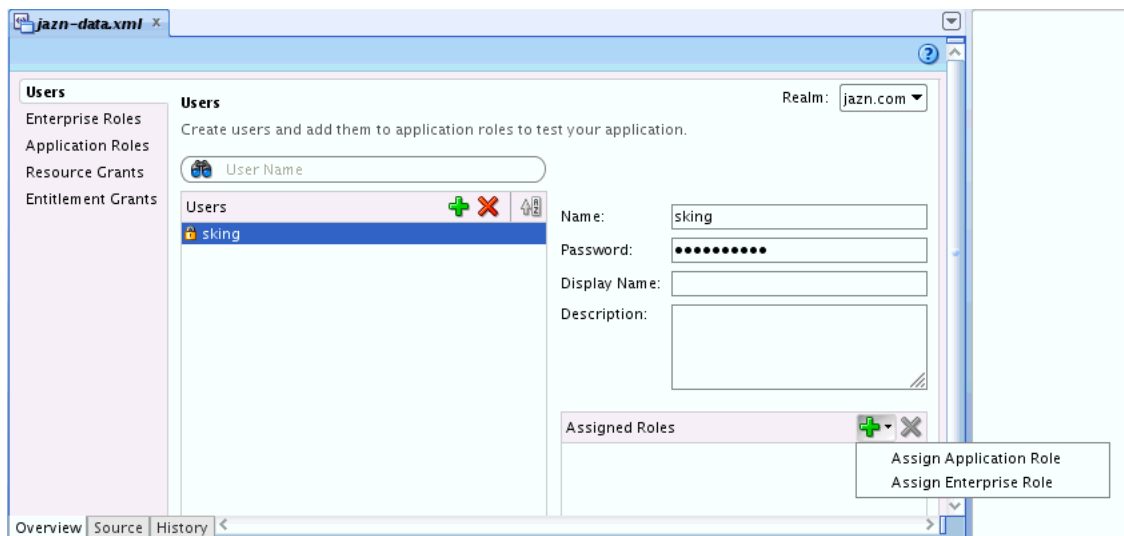 jazn-data.xml
Users
Enterprise Roles
Application Roles
Resource Grants
Entitlement Grants
Users
Realm: jazn.com
Create users and add them to application roles to test your application.
User Name
Users
sking
Name: sking
Password: ••••••••••
Display Name:
Description:
Assigned Roles
Assign Application Role
Assign Enterprise Role
Overview Source History